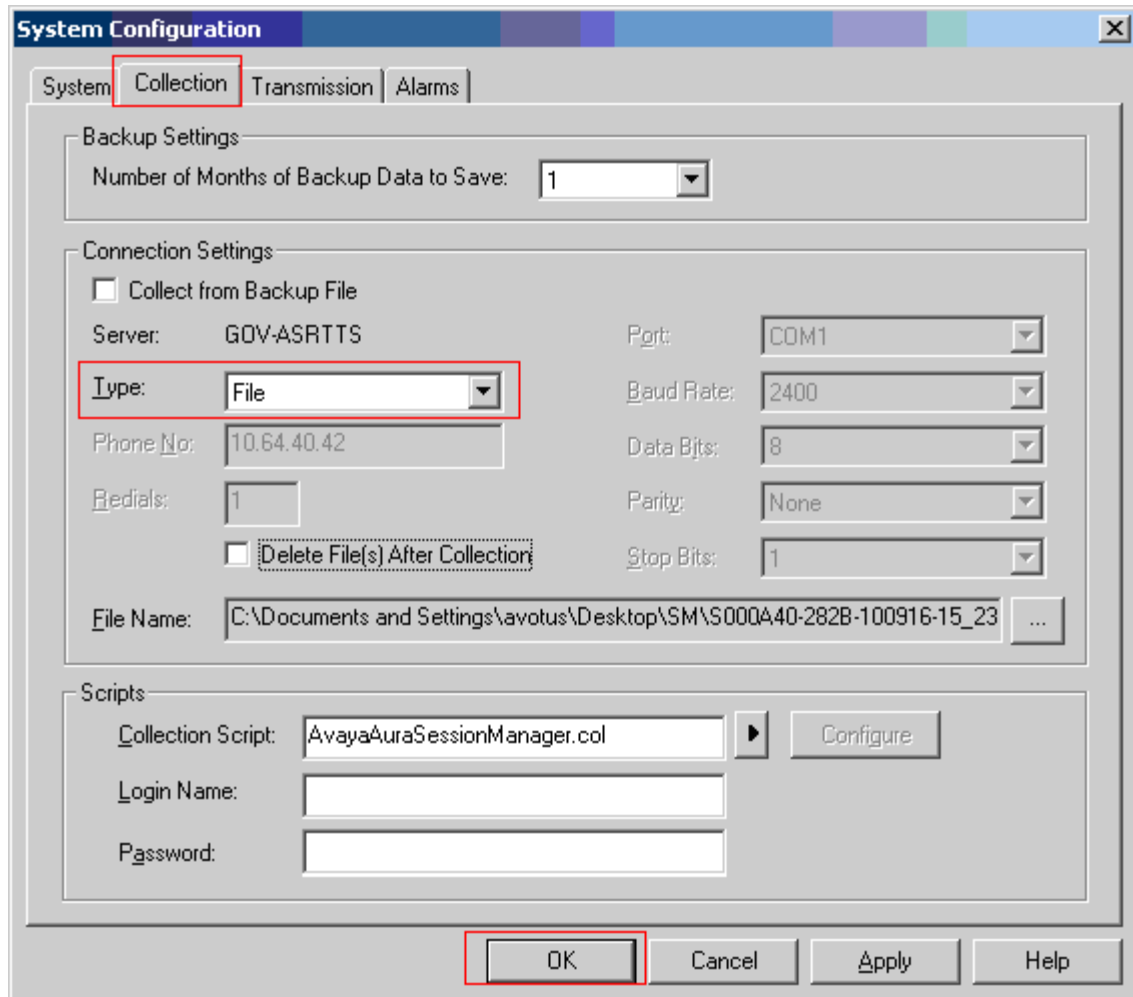 System Configuration
System Collection Transmission Alarms
Backup Settings
Number of Months of Backup Data to Save: 1
Connection Settings
Collect from Backup File
Server: GOV-ASRTTS Port: COM1
Type: File Baud Rate: 2400
Phone No: 10.64.40.42 Data Bits: 8
Redials: 1 Parity: None
Delete File(s) After Collection Stop Bits: 1
File Name: C:\Documents and Settings\avotus\Desktop\SM\S000A40-282B-100916-15_23 ...
Scripts
Collection Script: AvayaAuraSessionManager.col Configure
Login Name:
Password:
OK Cancel Apply Help